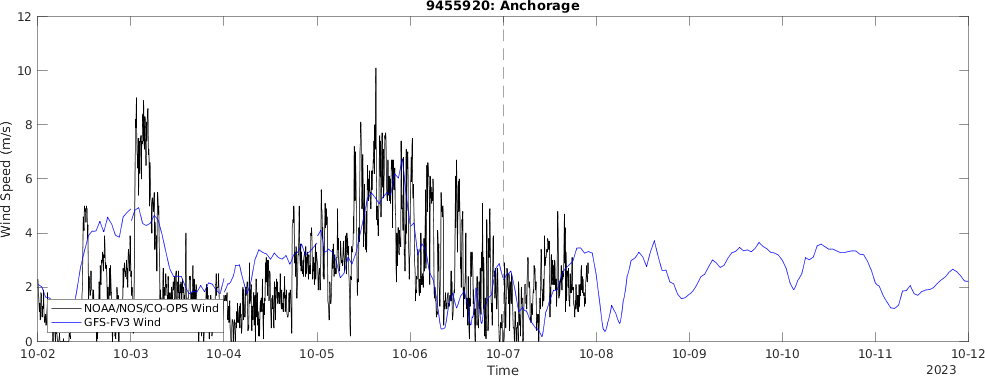 9455920: Anchorage
12
10
8
6
4
2
0
Wind Speed (m/s)
NOAA/NOS/CO-OPS Wind
GFS-FV3 Wind
10-02 10-03 10-04 10-05 10-06 10-07 10-08 10-09 10-10 10-11 10-12
Time
2023